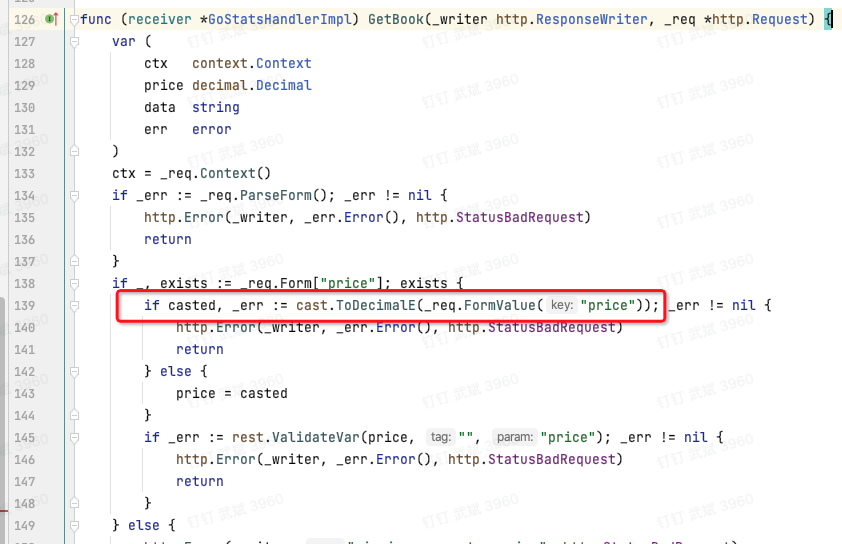 126 func (receiver *GoStatsHandlerImpl) GetBook(_writer http.ResponseWriter, _req *http.Request) {
127 var (
128 ctx context.Context
129 price decimal.Decimal
130 data string
131 err error
132 )
133 ctx = _req.Context()
134 if _err := _req.ParseForm(); _err != nil {
135 http.Error(_writer, _err.Error(), http.StatusBadRequest)
136 return
137 }
138 if _, exists := _req.Form["price"]; exists {
139 if casted, _err := cast.ToDecimalE(_req.FormValue( key: "price")); _err != nil {
140 http.Error(_writer, _err.Error(), http.StatusBadRequest)
141 return
142 } else {
143 price = casted
144 }
145 if _err := rest.ValidateVar(price, tag: "", param: "price"); _err != nil {
146 http.Error(_writer, _err.Error(), http.StatusBadRequest)
147 return
148 }
149 } else {
钉钉 武斌 3960